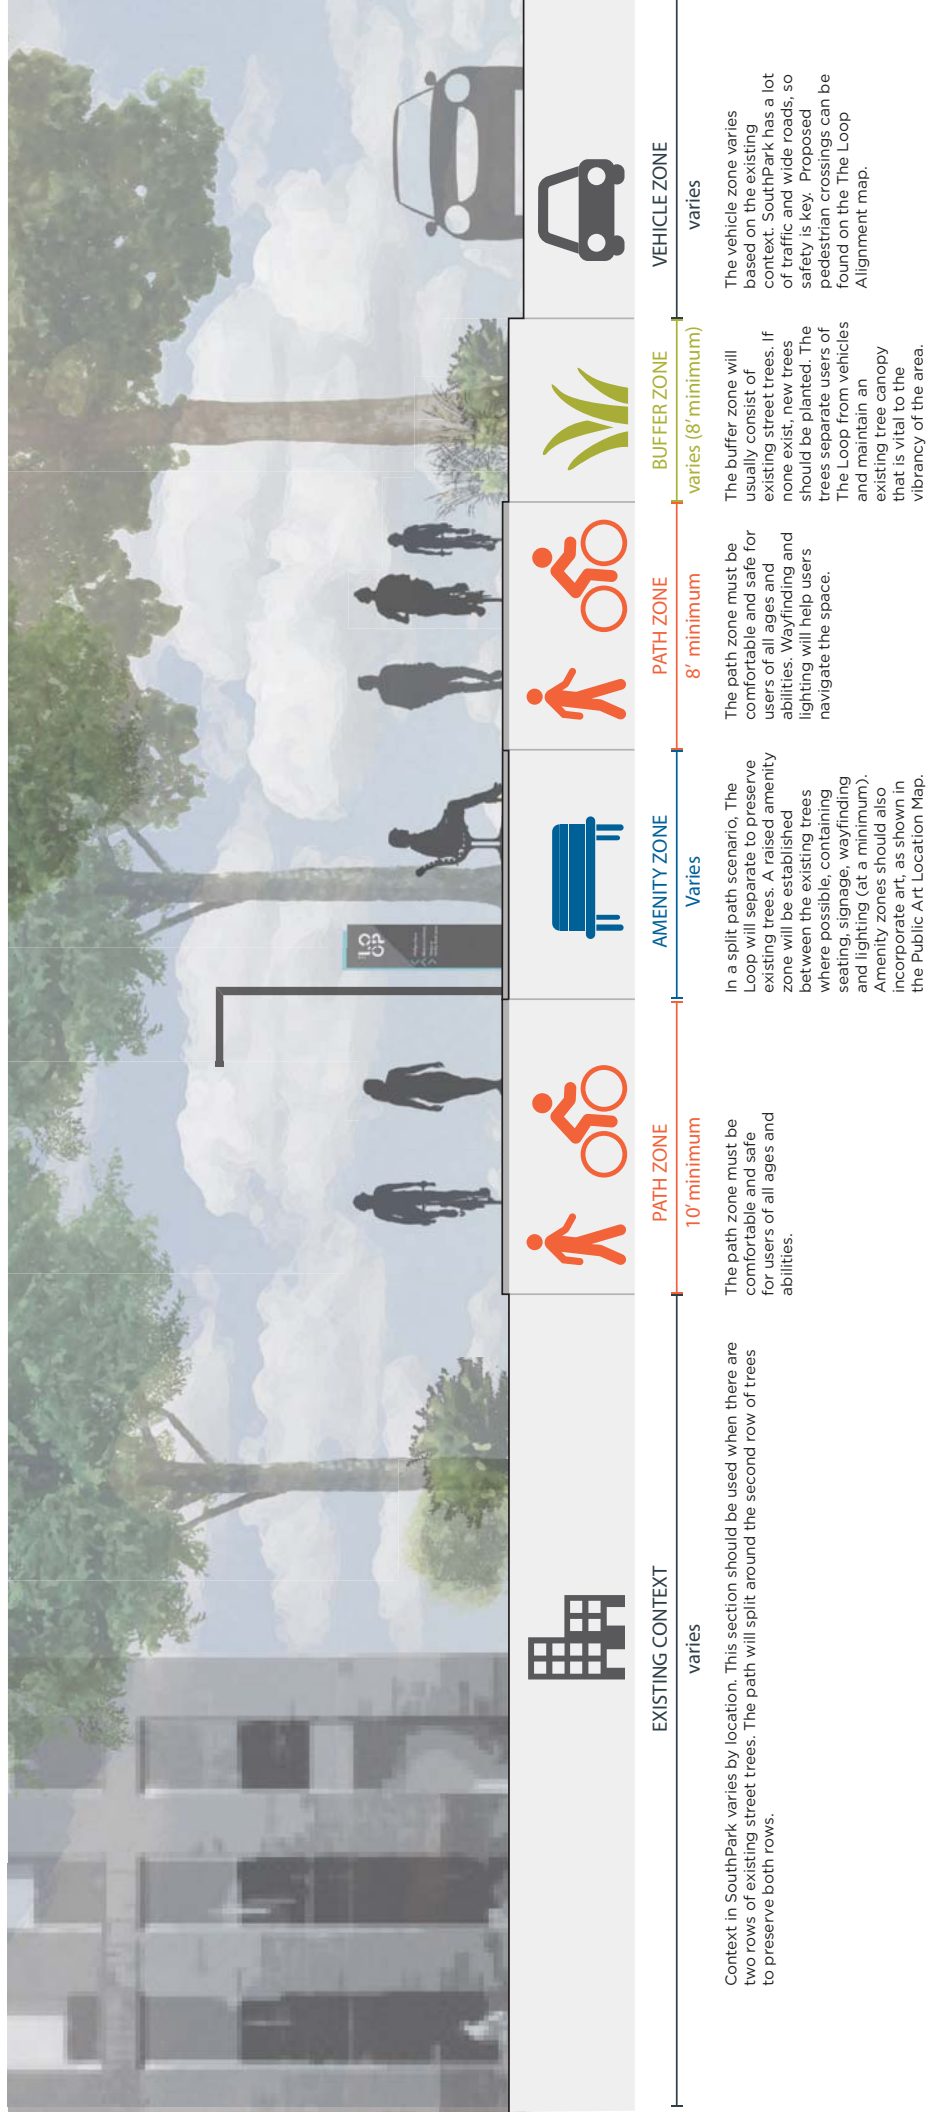 LO
OP
EXISTING CONTEXT
varies
Context in SouthPark varies by location. This section should be used when there are
two rows of existing street trees. The path will split around the second row of trees
to preserve both rows.
PATH ZONE
10' minimum
The path zone must be
comfortable and safe
for users of all ages and
abilities.
AMENITY ZONE
Varies
In a split path scenario, The
Loop will separate to preserve
existing trees. A raised amenity
zone will be established
between the existing trees
where possible, containing
seating, signage, wayfinding
and lighting (at a minimum).
Amenity zones should also
incorporate art, as shown in
the Public Art Location Map.
PATH ZONE
8' minimum
The path zone must be
comfortable and safe for
users of all ages and
abilities. Wayfinding and
lighting will help users
navigate the space.
BUFFER ZONE
varies (8' minimum)
The buffer zone will
usually consist of
existing street trees. If
none exist, new trees
should be planted. The
trees separate users of
The Loop from vehicles
and maintain an
existing tree canopy
that is vital to the
vibrancy of the area.
VEHICLE ZONE
varies
The vehicle zone varies
based on the existing
context. SouthPark has a lot
of traffic and wide roads, so
safety is key. Proposed
pedestrian crossings can be
found on the The Loop
Alignment map.